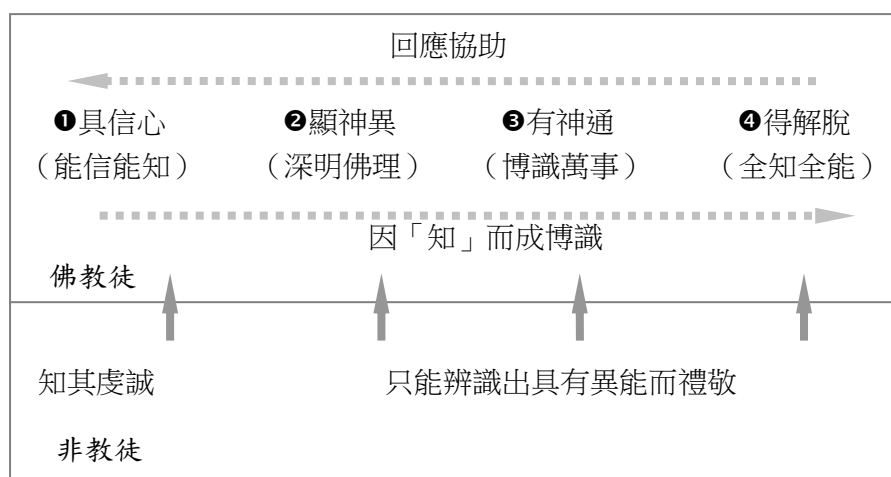 回應協助
❶具信心 ❷顯神異 ❸有神通 ❹得解脫
（能信能知） （深明佛理） （博識萬事） （全知全能）
因「知」而成博識
佛教徒
知其虔誠 只能辨識出具有異能而禮敬
非教徒